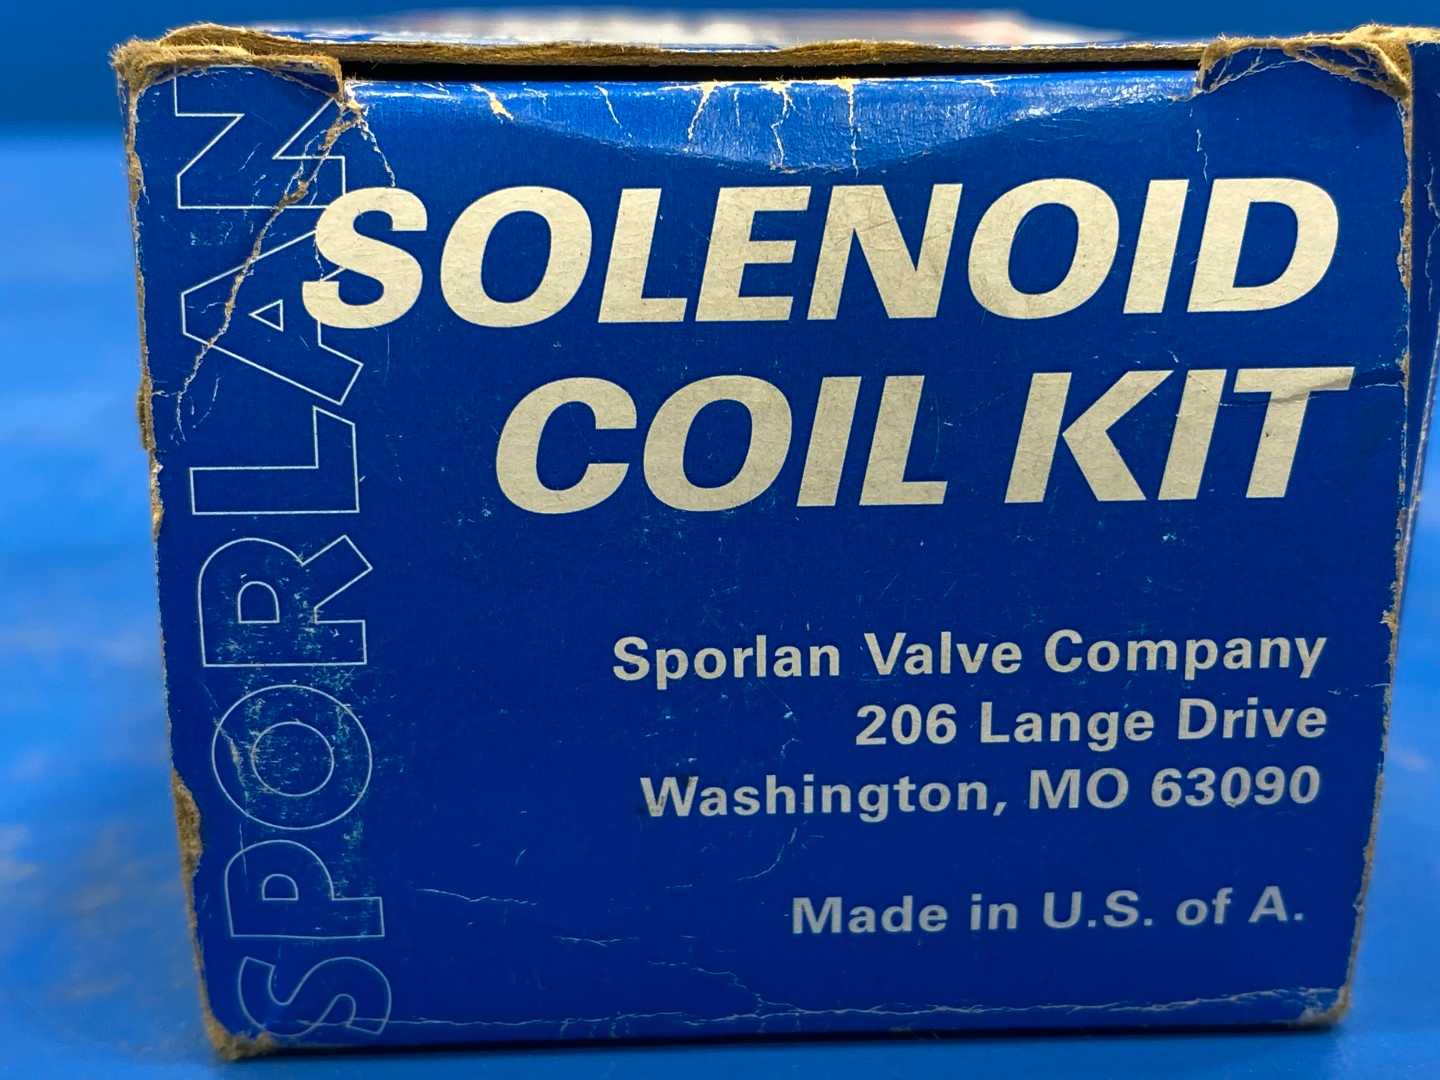 SPORLAN
SOLENOID
COIL KIT
Sporlan Valve Company
206 Lange Drive
Washington, MO 63090
Made in U.S. of A.